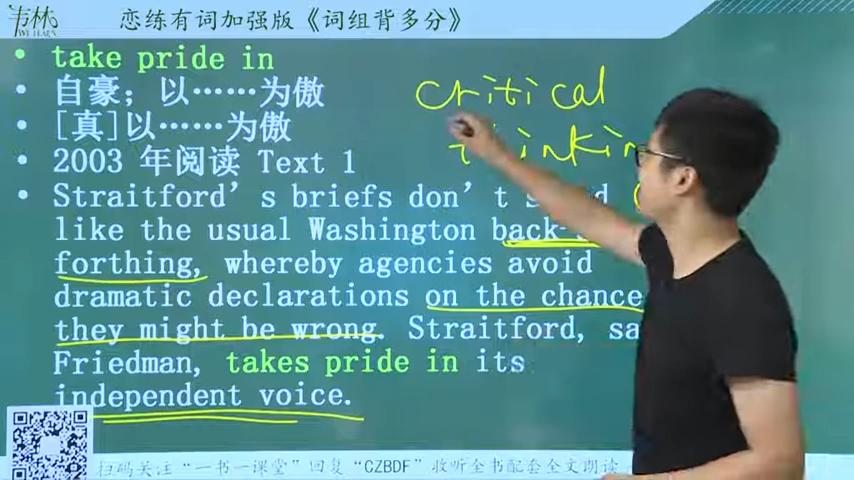 韦林
WE LEARN
恋练有词加强版《词组背多分》
• take pride in
• 自豪；以……为傲
• [真]以……为傲
• 2003 年阅读 Text 1
• Straitford’s briefs don’t
like the usual Washington back-
forthing, whereby agencies avoid
dramatic declarations on the chance
they might be wrong. Straitford,
Friedman, takes pride in its
independent voice.
critical
扫码关注“一书一课堂”回复“CZBDF”收听全书配套全文朗读